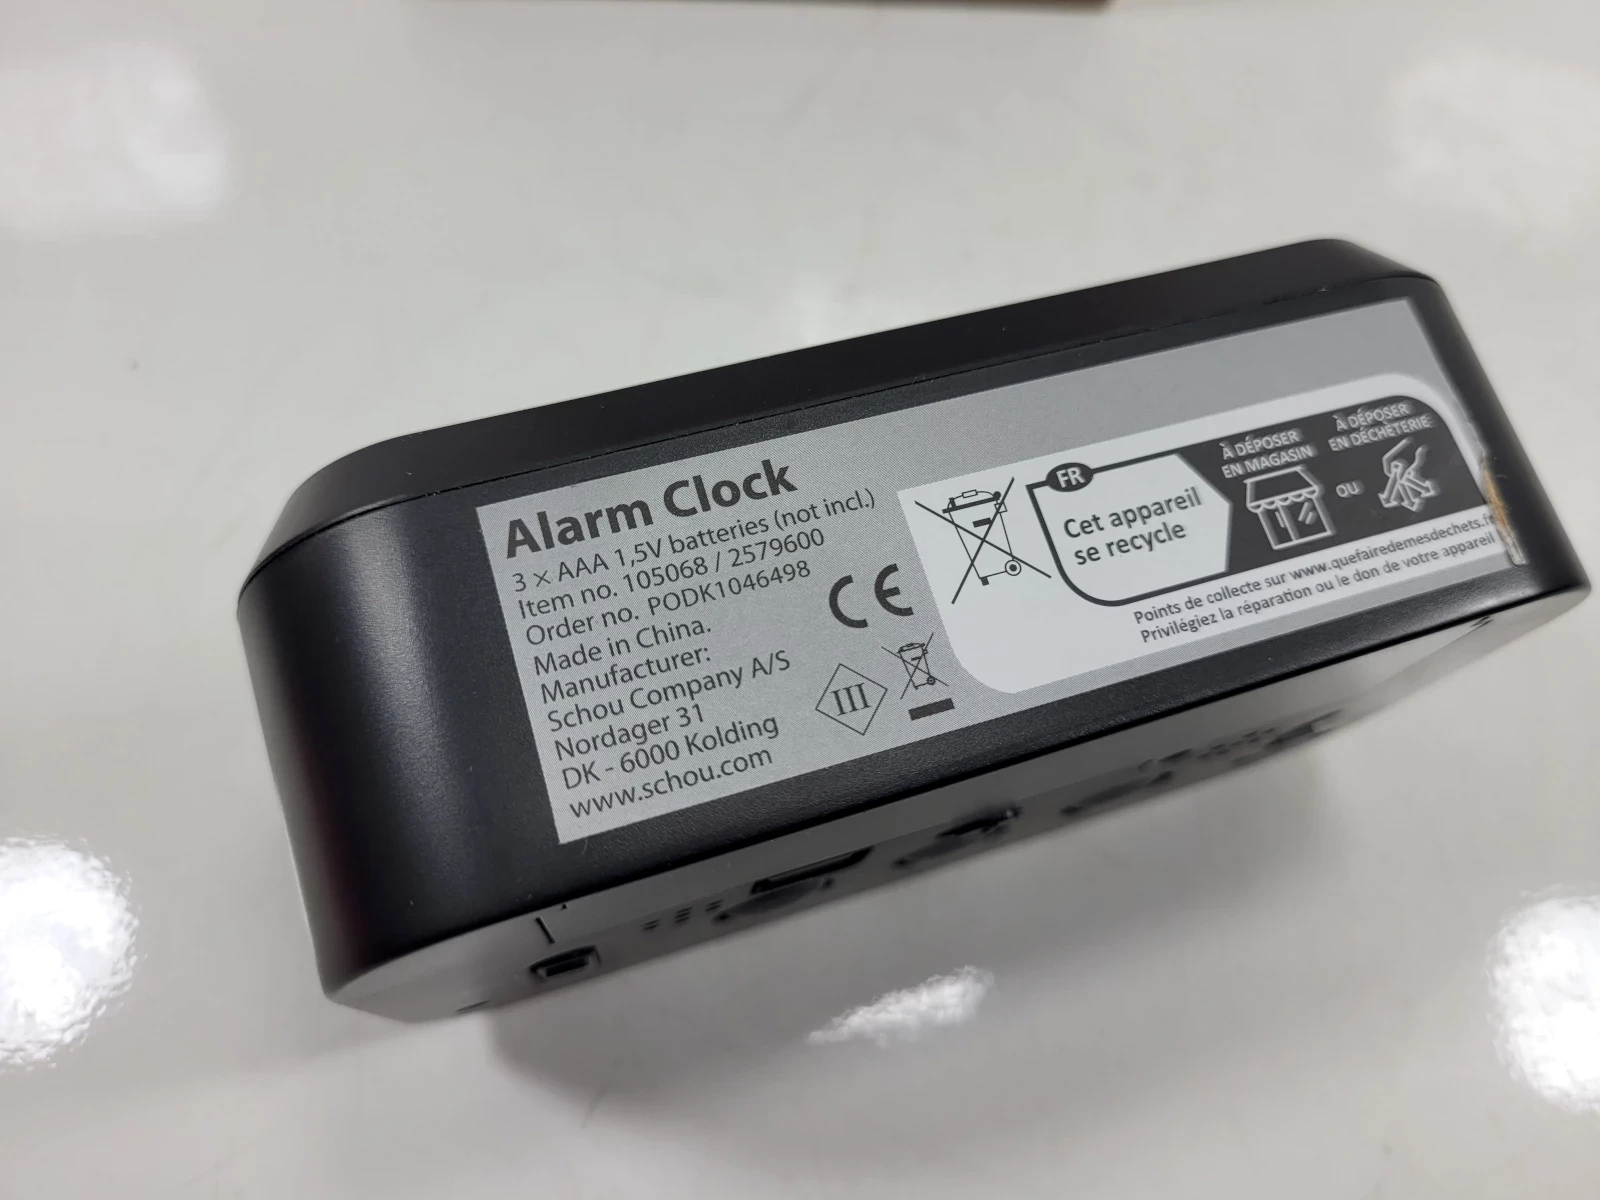 Alarm Clock
3 × AAA 1,5V batteries (not incl.)
Item no. 105068 / 2579600
Order no. PODK1046498
Made in China.
Manufacturer:
Schou Company A/S
Nordager 31
DK - 6000 Kolding
www.schou.com
CE
III
FR
Cet appareil
se recycle
À DÉPOSER
EN MAGASIN
OU
À DÉPOSER
EN DÉCHÈTERIE
Points de collecte sur www.quefairedemesdechets.fr
Privilégiez la réparation ou le don de votre appareil